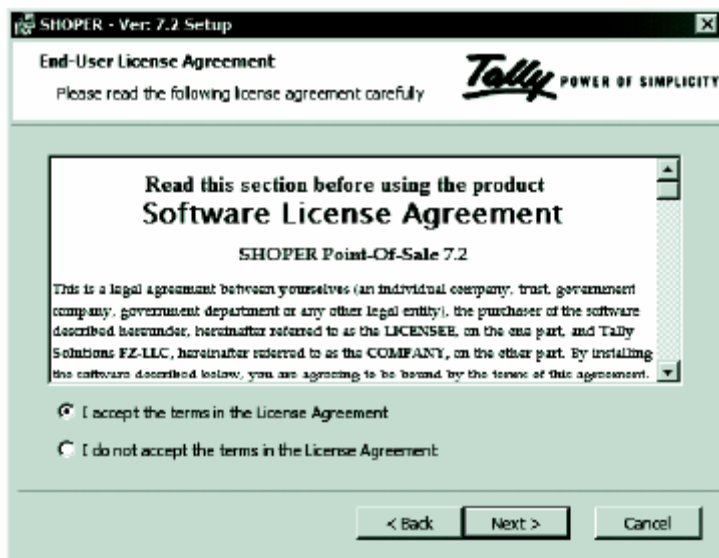 SHOPER - Ver: 7.2 Setup
End-User License Agreement
Please read the following license agreement carefully
Tally POWER OF SIMPLICITY
Read this section before using the product
Software License Agreement
SHOPER Point-Of-Sale 7.2
This is a legal agreement between yourselves (an individual company, trust, government
company, government department or any other legal entity), the purchaser of the software
described hereunder, hereinafter referred to as the LICENSEE, on the one part, and Tally
Solutions FZ-LLC, hereinafter referred to as the COMPANY, on the other part. By installing
the software described below, you are agreeing to be bound by the terms of this agreement.
I accept the terms in the License Agreement
I do not accept the terms in the License Agreement
< Back
Next >
Cancel